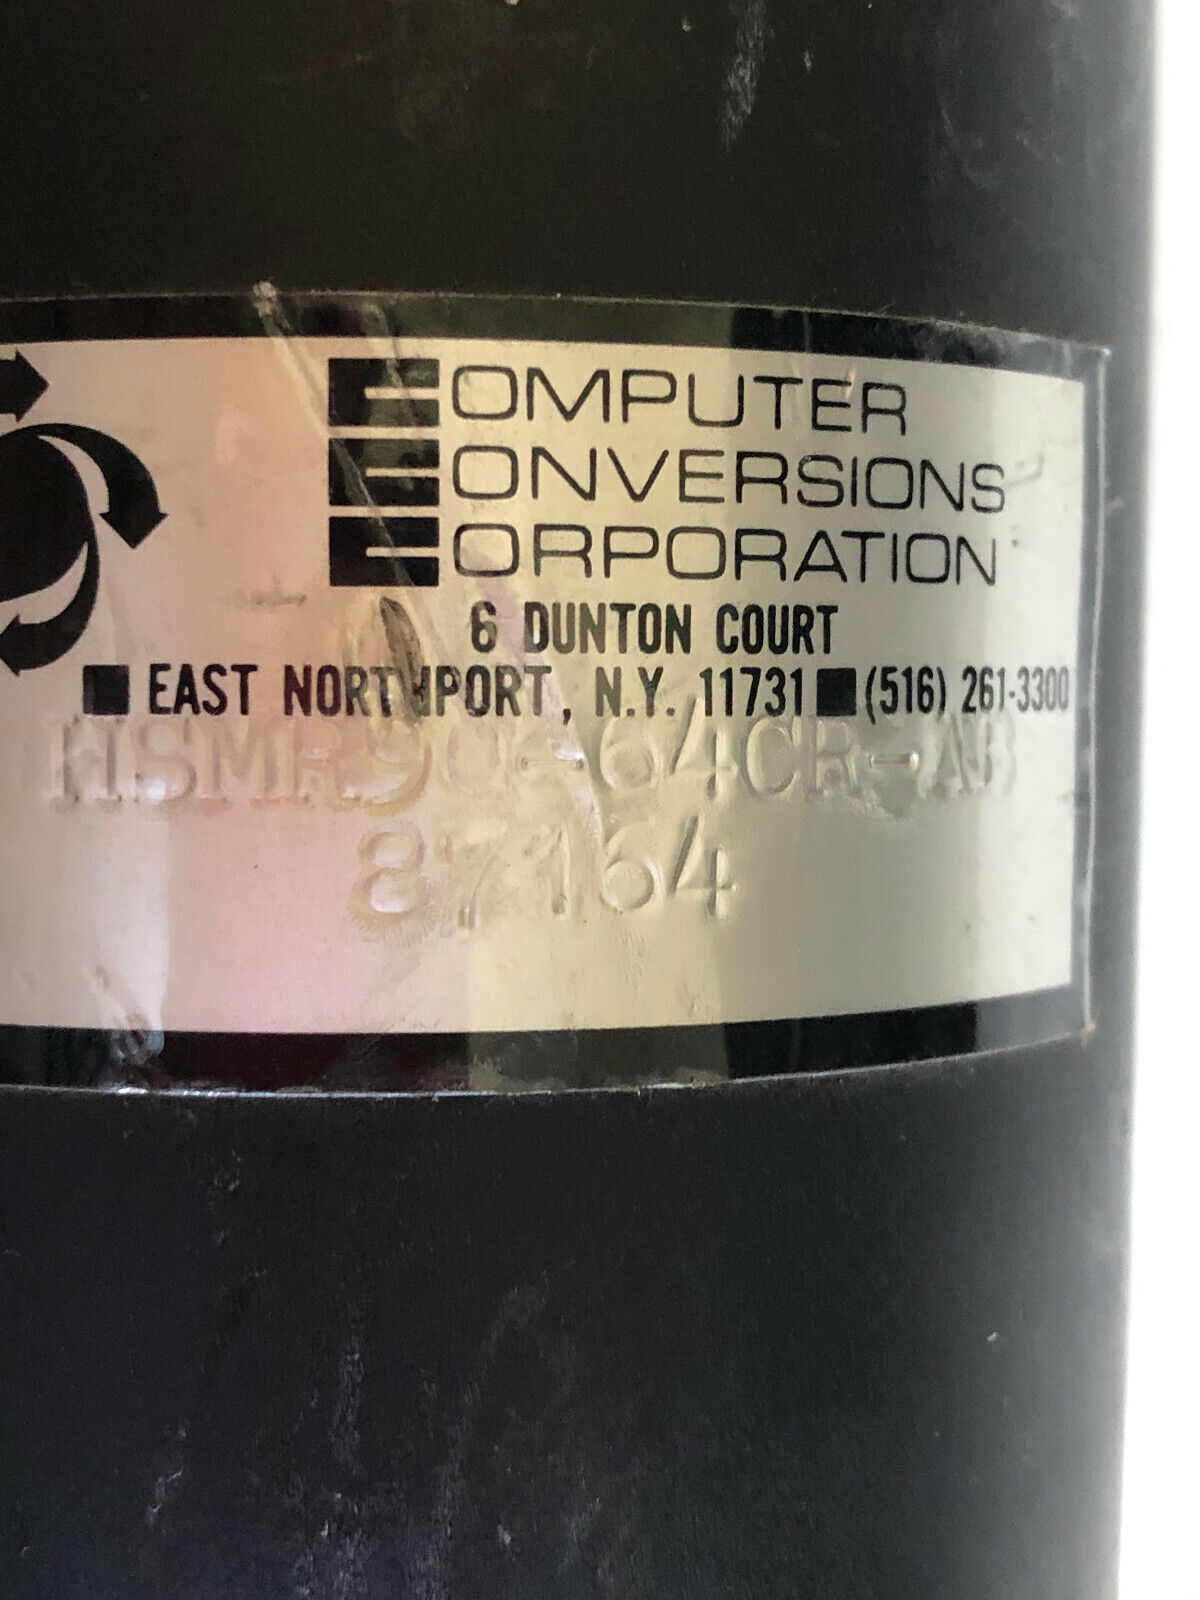 COMPUTER
CONVERSIONS
CORPORATION
6 DUNTON COURT
■ EAST NORTHPORT, N.Y. 11731 ■ (516) 261-3300
87164